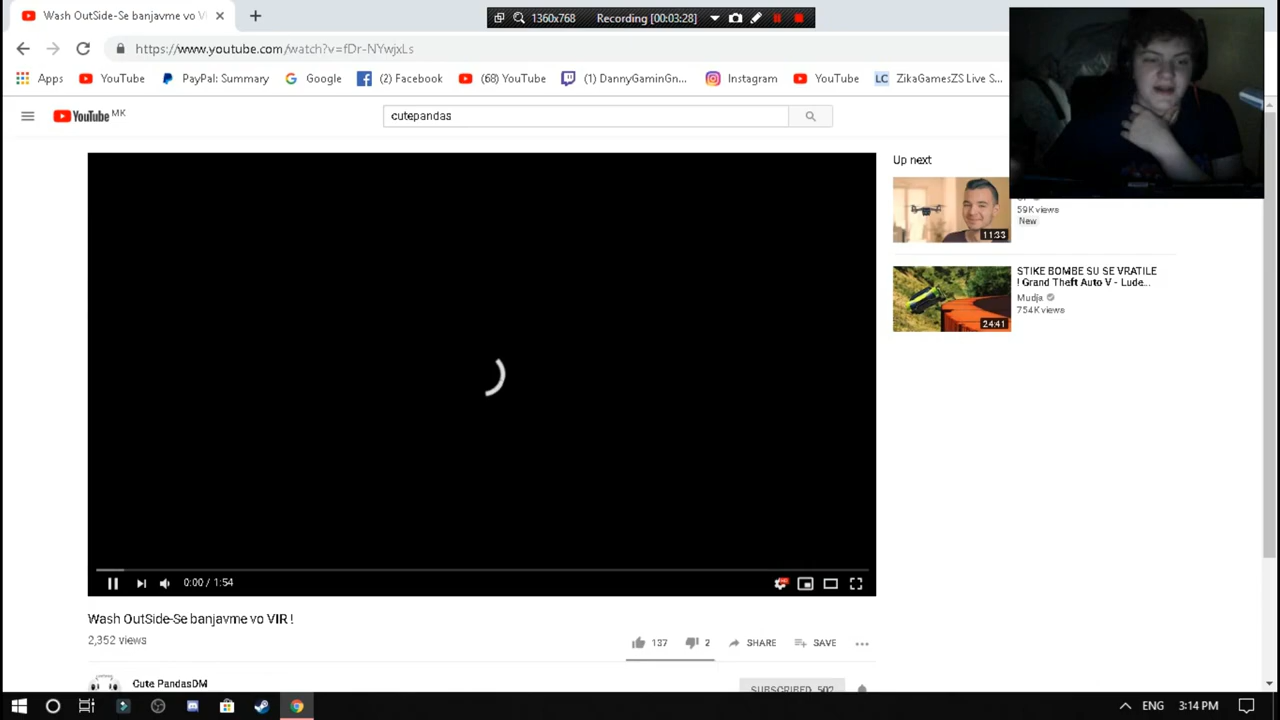 Wash OutSide-Se banjavme vo VI
1360x768
Recording [00:03:28]
https://www.youtube.com/watch?v=fDr-NYwjxLs
Apps
YouTube
PayPal: Summary
Google
(2) Facebook
(68) YouTube
(1) DannyGaminGn...
Instagram
YouTube
LC
ZikaGamesZS Live S...
YouTube MK
cutepandas
Up next
59K views
New
11:33
STIKE BOMBE SU SE VRATILE
! Grand Theft Auto V - Lude...
Mudja
754K views
24:41
0:00 / 1:54
Wash OutSide-Se banjavme vo VIR !
2,352 views
137
2
SHARE
SAVE
Cute PandasDM
SUBSCRIBED 502
ENG
3:14 PM